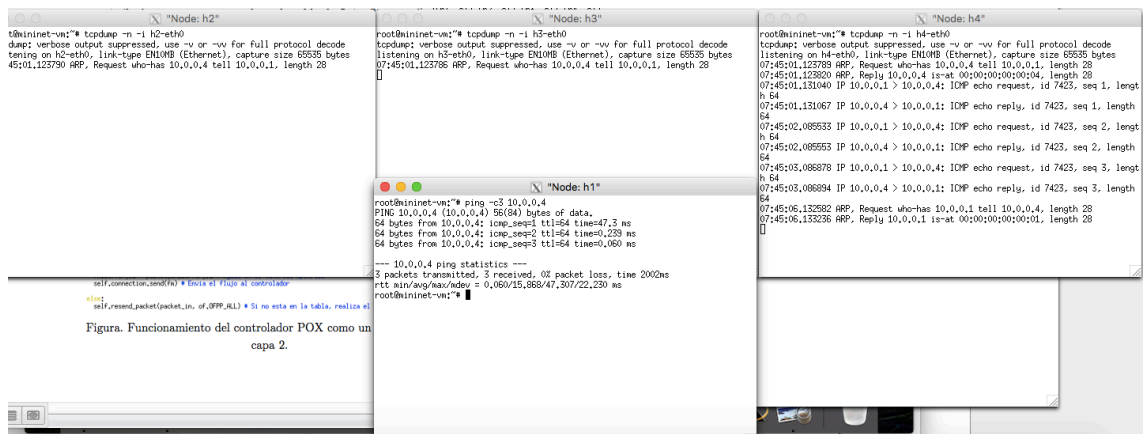 "Node: h2"
t@mininet-vm:~# tcpdump -n -i h2-eth0
dump: verbose output suppressed, use -v or -vv for full protocol decode
tening on h2-eth0, link-type EN10MB (Ethernet), capture size 65535 bytes
45:01.123790 ARP, Request who-has 10.0.0.4 tell 10.0.0.1, length 28
"Node: h3"
root@mininet-vm:~# tcpdump -n -i h3-eth0
tcpdump: verbose output suppressed, use -v or -vv for full protocol decode
listening on h3-eth0, link-type EN10MB (Ethernet), capture size 65535 bytes
07:45:01.123786 ARP, Request who-has 10.0.0.4 tell 10.0.0.1, length 28
"Node: h4"
root@mininet-vm:~# tcpdump -n -i h4-eth0
tcpdump: verbose output suppressed, use -v or -vv for full protocol decode
listening on h4-eth0, link-type EN10MB (Ethernet), capture size 65535 bytes
07:45:01.123789 ARP, Request who-has 10.0.0.4 tell 10.0.0.1, length 28
07:45:01.123820 ARP, Reply 10.0.0.4 is-at 00:00:00:00:00:04, length 28
07:45:01.131040 IP 10.0.0.1 > 10.0.0.4: ICMP echo request, id 7423, seq 1, lengt
h 64
07:45:01.131067 IP 10.0.0.4 > 10.0.0.1: ICMP echo reply, id 7423, seq 1, length
64
07:45:02.085533 IP 10.0.0.1 > 10.0.0.4: ICMP echo request, id 7423, seq 2, lengt
h 64
07:45:02.085553 IP 10.0.0.4 > 10.0.0.1: ICMP echo reply, id 7423, seq 2, length
64
07:45:03.086878 IP 10.0.0.1 > 10.0.0.4: ICMP echo request, id 7423, seq 3, lengt
h 64
07:45:03.086894 IP 10.0.0.4 > 10.0.0.1: ICMP echo reply, id 7423, seq 3, length
64
07:45:06.132582 ARP, Request who-has 10.0.0.1 tell 10.0.0.4, length 28
07:45:06.133236 ARP, Reply 10.0.0.1 is-at 00:00:00:00:00:01, length 28
"Node: h1"
root@mininet-vm:~# ping -c3 10.0.0.4
PING 10.0.0.4 (10.0.0.4) 56(84) bytes of data.
64 bytes from 10.0.0.4: icmp_seq=1 ttl=64 time=47.3 ms
64 bytes from 10.0.0.4: icmp_seq=2 ttl=64 time=0.239 ms
64 bytes from 10.0.0.4: icmp_seq=3 ttl=64 time=0.060 ms
--- 10.0.0.4 ping statistics ---
3 packets transmitted, 3 received, 0% packet loss, time 2002ms
rtt min/avg/max/mdev = 0.060/15.868/47.307/22.230 ms
root@mininet-vm:~#
self.connection.send(fm) # Envia el flujo al controlador
else:
self.resend_packet(packet_in, of.OFPP_ALL) # Si no esta en la tabla, realiza el
Figura. Funcionamiento del controlador POX como un
capa 2.